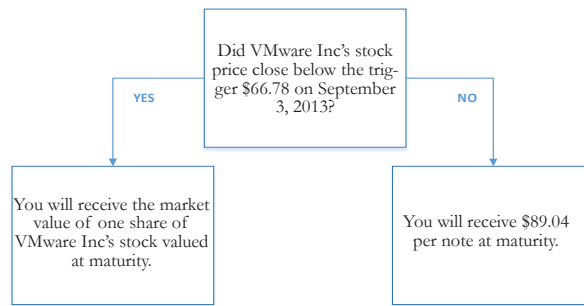 Did VMware Inc's stock
price close below the trig-
ger $66.78 on September
3, 2013?
YES
NO
You will receive the market
value of one share of
VMware Inc's stock valued
at maturity.
You will receive $89.04
per note at maturity.